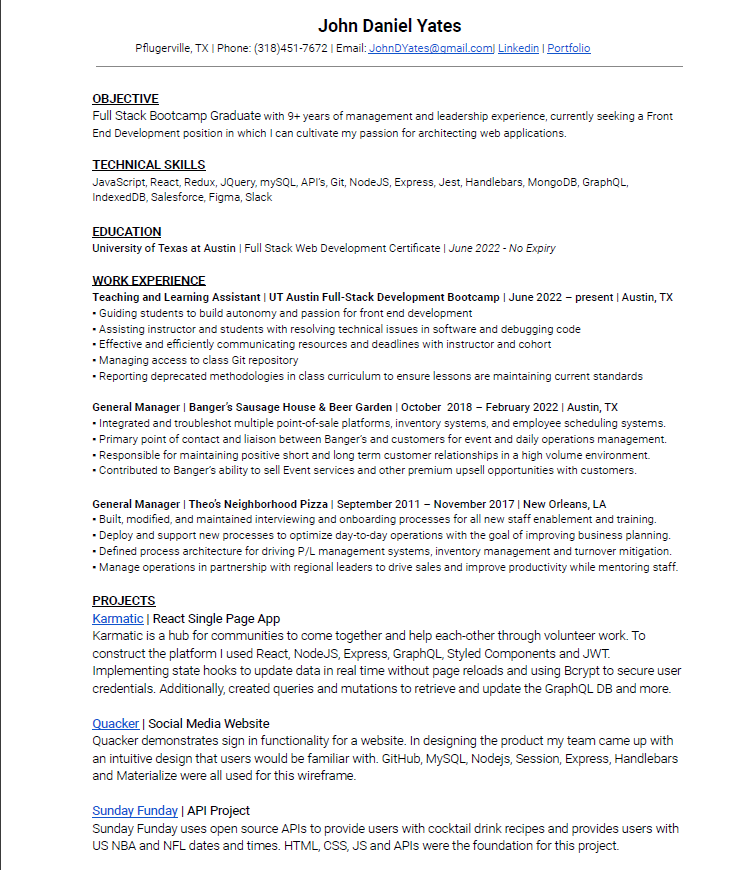 John Daniel Yates
Pflugerville, TX | Phone: (318)451-7672 | Email: JohnDYates@gmail.com| Linkedin | Portfolio
OBJECTIVE
Full Stack Bootcamp Graduate with 9+ years of management and leadership experience, currently seeking a Front
End Development position in which I can cultivate my passion for architecting web applications.
TECHNICAL SKILLS
JavaScript, React, Redux, JQuery, mySQL, API's, Git, NodeJS, Express, Jest, Handlebars, MongoDB, GraphQL,
IndexedDB, Salesforce, Figma, Slack
EDUCATION
University of Texas at Austin | Full Stack Web Development Certificate | June 2022 - No Expiry
WORK EXPERIENCE
Teaching and Learning Assistant | UT Austin Full-Stack Development Bootcamp | June 2022 – present | Austin, TX
▪ Guiding students to build autonomy and passion for front end development
▪ Assisting instructor and students with resolving technical issues in software and debugging code
▪ Effective and efficiently communicating resources and deadlines with instructor and cohort
▪ Managing access to class Git repository
▪ Reporting deprecated methodologies in class curriculum to ensure lessons are maintaining current standards
General Manager | Banger's Sausage House & Beer Garden | October 2018 – February 2022 | Austin, TX
▪ Integrated and troubleshot multiple point-of-sale platforms, inventory systems, and employee scheduling systems.
▪ Primary point of contact and liaison between Banger's and customers for event and daily operations management.
▪ Responsible for maintaining positive short and long term customer relationships in a high volume environment.
▪ Contributed to Banger's ability to sell Event services and other premium upsell opportunities with customers.
General Manager | Theo's Neighborhood Pizza | September 2011 – November 2017 | New Orleans, LA
▪ Built, modified, and maintained interviewing and onboarding processes for all new staff enablement and training.
▪ Deploy and support new processes to optimize day-to-day operations with the goal of improving business planning.
▪ Defined process architecture for driving P/L management systems, inventory management and turnover mitigation.
▪ Manage operations in partnership with regional leaders to drive sales and improve productivity while mentoring staff.
PROJECTS
Karmatic | React Single Page App
Karmatic is a hub for communities to come together and help each-other through volunteer work. To
construct the platform I used React, NodeJS, Express, GraphQL, Styled Components and JWT.
Implementing state hooks to update data in real time without page reloads and using Bcrypt to secure user
credentials. Additionally, created queries and mutations to retrieve and update the GraphQL DB and more.
Quacker | Social Media Website
Quacker demonstrates sign in functionality for a website. In designing the product my team came up with
an intuitive design that users would be familiar with. GitHub, MySQL, Nodejs, Session, Express, Handlebars
and Materialize were all used for this wireframe.
Sunday Funday | API Project
Sunday Funday uses open source APIs to provide users with cocktail drink recipes and provides users with
US NBA and NFL dates and times. HTML, CSS, JS and APIs were the foundation for this project.